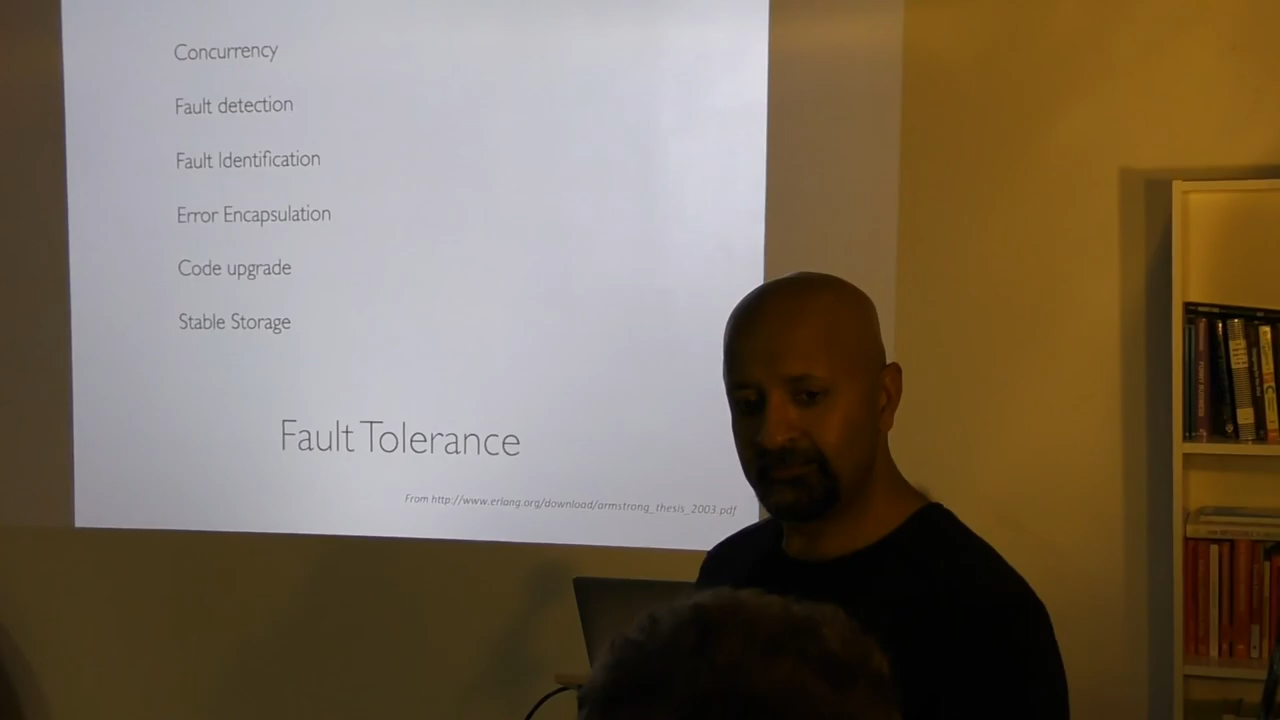 Concurrency
Fault detection
Fault Identification
Error Encapsulation
Code upgrade
Stable Storage
Fault Tolerance
From http://www.erlang.org/download/armstrong_thesis_2003.pdf